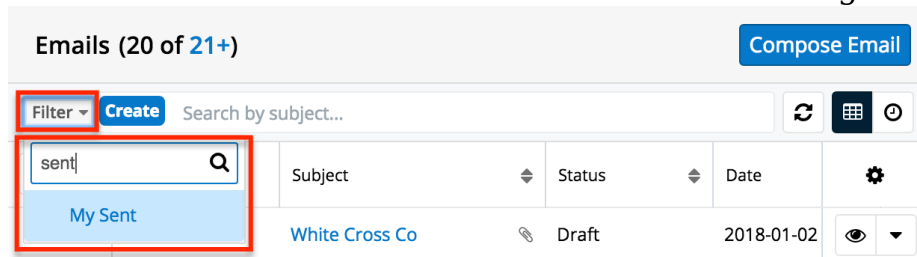 Emails (20 of 21+)
Compose Email
Filter Create Search by subject...
sent
Subject Status Date
My Sent
White Cross Co Draft 2018-01-02